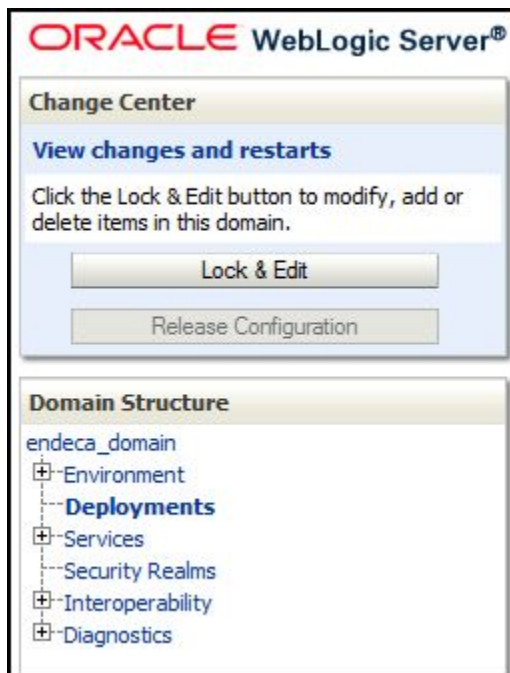 ORACLE WebLogic Server®
Change Center
View changes and restarts
Click the Lock & Edit button to modify, add or
delete items in this domain.
Lock & Edit
Release Configuration
Domain Structure
endeca_domain
Environment
Deployments
Services
Security Realms
Interoperability
Diagnostics